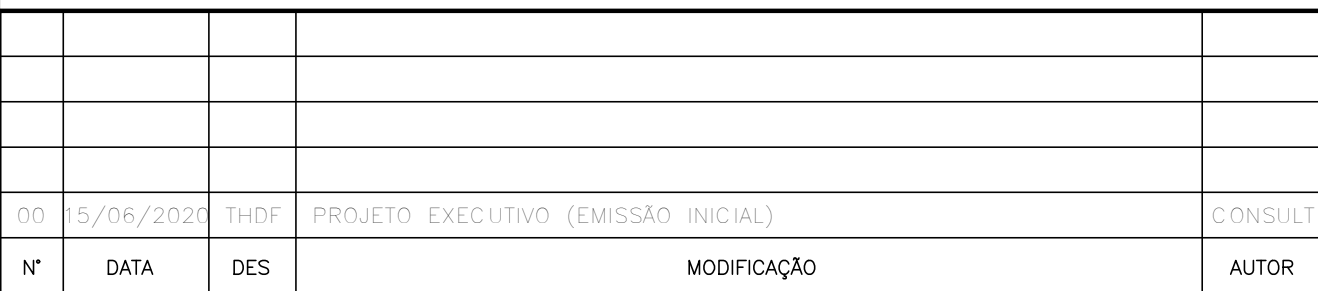 00 15/06/2020 THDF PROJETO EXECUTIVO (EMISSÃO INICIAL) CONSULT
N° DATA DES MODIFICAÇÃO AUTOR